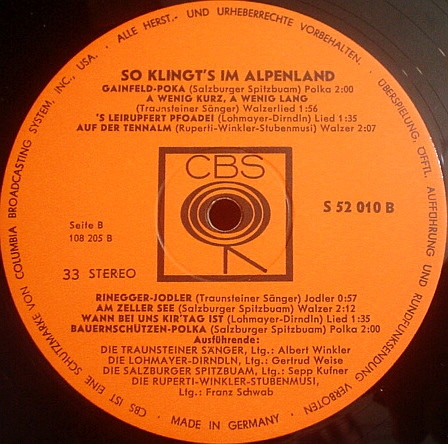 ALLE HERST.- UND URHEBERRECHTE VORBEHALTEN. · ÜBERSPIELUNG, ÖFFTL. AUFFÜHRUNG UND RUNDFUNKSENDUNG VERBOTEN
SO KLINGT'S IM ALPENLAND
GAINFELD-POKA (Salzburger Spitzbuam) Polka 2:00
A WENIG KURZ, A WENIG LANG
(Traunsteiner Sänger) Walzerlied 1:56
'S LEIRUPFERT PFOADEI (Lohmayer-Dirndln) Lied 1:35
AUF DER TENNALM (Ruperti-Winkler-Stubenmusi) Walzer 2:07
CBS
S 52 010 B
Seite B
108 205 B
33 STEREO
RINEGGER-JODLER (Traunsteiner Sänger) Jodler 0:57
AM ZELLER SEE (Salzburger Spitzbuam) Walzer 2:12
WANN BEI UNS KIR'TAG IST (Lohmayer-Dirndln) Lied 1:35
BAUERNSCHÜTZEN-POLKA (Salzburger Spitzbuam) Polka 2:00
Ausführende:
DIE TRAUNSTEINER SÄNGER, Ltg.: Albert Winkler
DIE LOHMAYER-DIRNDLN, Ltg.: Gertrud Weise
DIE SALZBURGER SPITZBUAM, Ltg.: Sepp Kufner
DIE RUPERTI-WINKLER-STUBENMUSI,
Ltg.: Franz Schwab
CBS IST EINE SCHUTZMARKE VON COLUMBIA BROADCASTING SYSTEM, INC., USA.
· MADE IN GERMANY ·